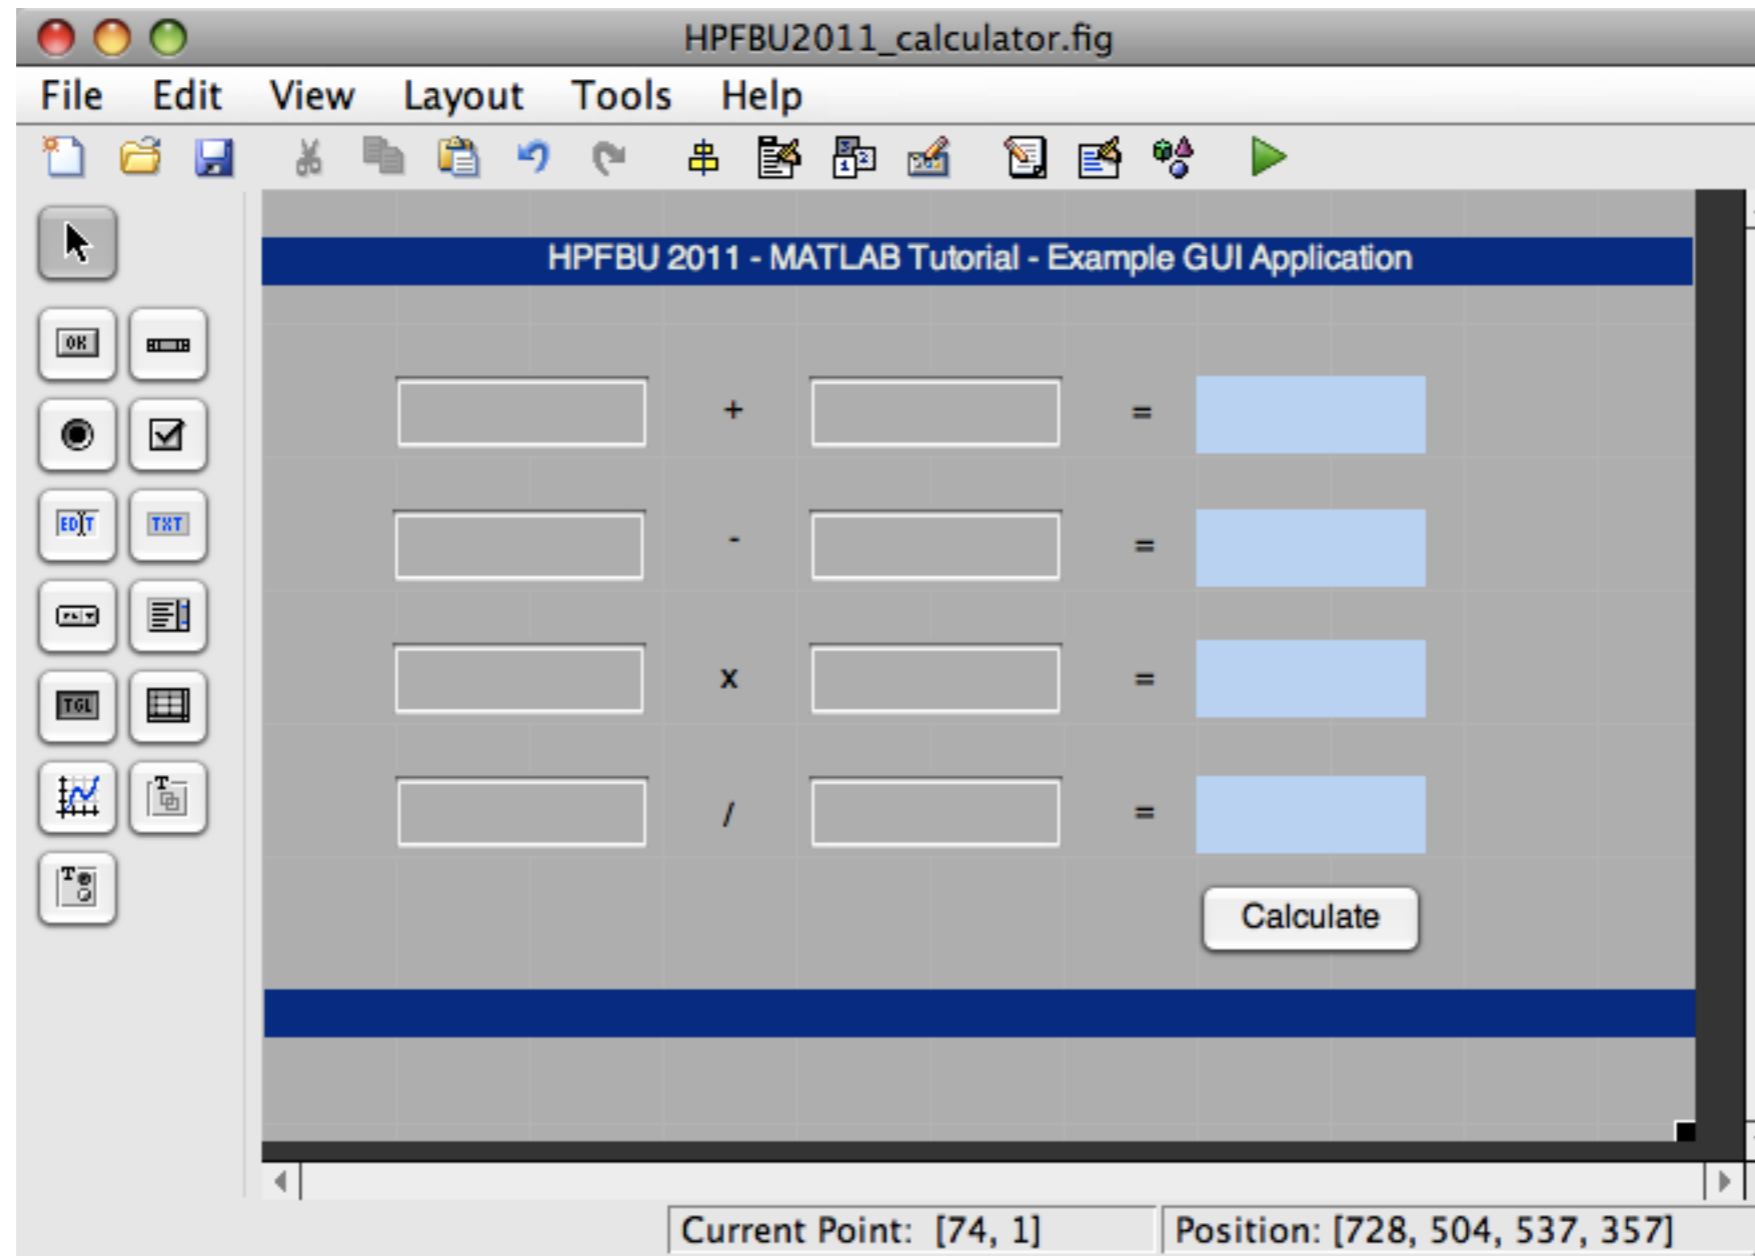 HPFBU2011_calculator.fig
File Edit View Layout Tools Help
HPFBU 2011 - MATLAB Tutorial - Example GUI Application
OK
+ =
- =
EDIT TXT
x =
TGL
/ =
Calculate
Current Point: [74, 1] Position: [728, 504, 537, 357]